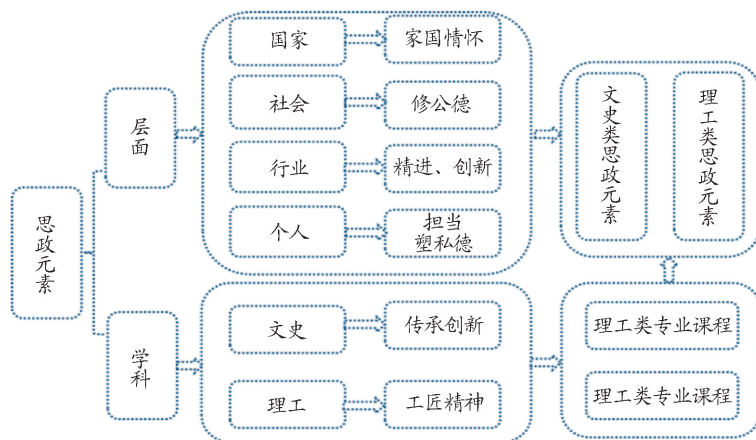 思政元素
层面
国家
家国情怀
社会
修公德
行业
精进、创新
个人
担当
塑私德
学科
文史
传承创新
理工
工匠精神
文史类思政元素
理工类思政元素
理工类专业课程
理工类专业课程